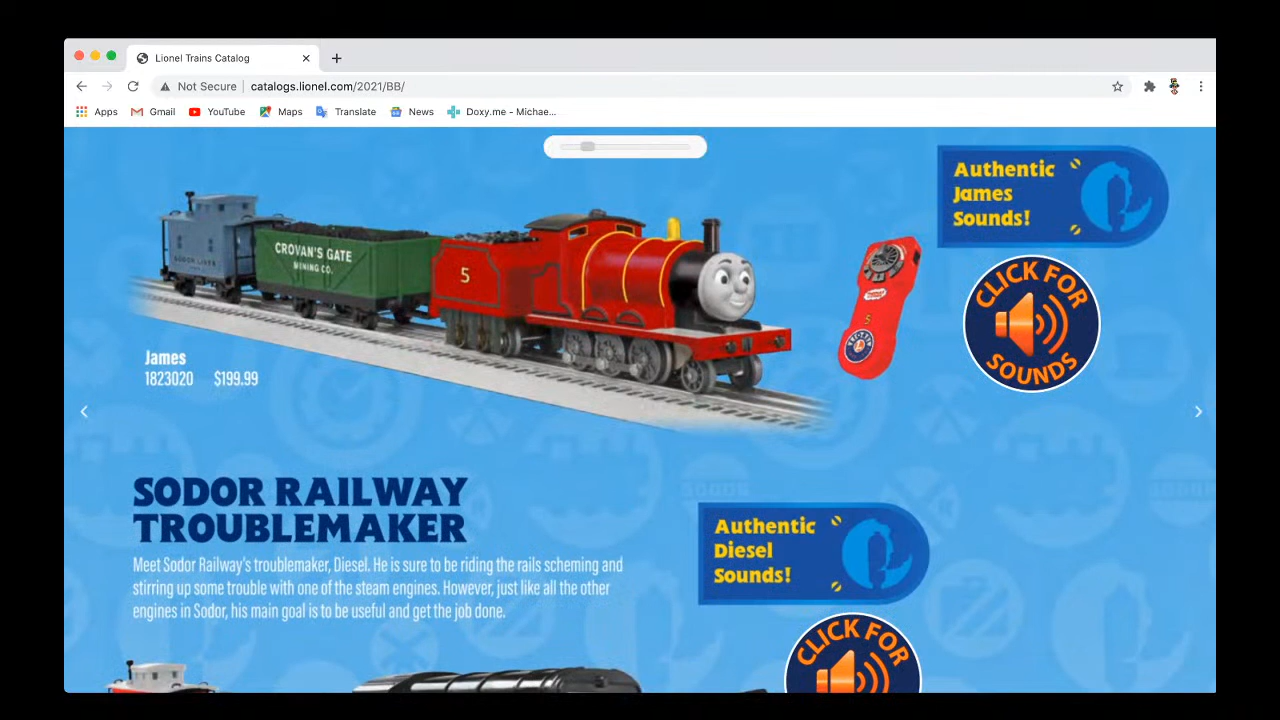 Lionel Trains Catalog
Not Secure
catalogs.lionel.com/2021/BB/
Apps
Gmail
YouTube
Maps
Translate
News
Doxy.me - Michae...
Authentic
James
Sounds!
CROVAN'S GATE
MINING CO.
SODOR LINES
5
5
CLICK FOR
SOUNDS
James
1823020 $199.99
SODOR RAILWAY
TROUBLEMAKER
Meet Sodor Railway's troublemaker, Diesel. He is sure to be riding the rails scheming and
stirring up some trouble with one of the steam engines. However, just like all the other
engines in Sodor, his main goal is to be useful and get the job done.
Authentic
Diesel
Sounds!
CLICK FOR